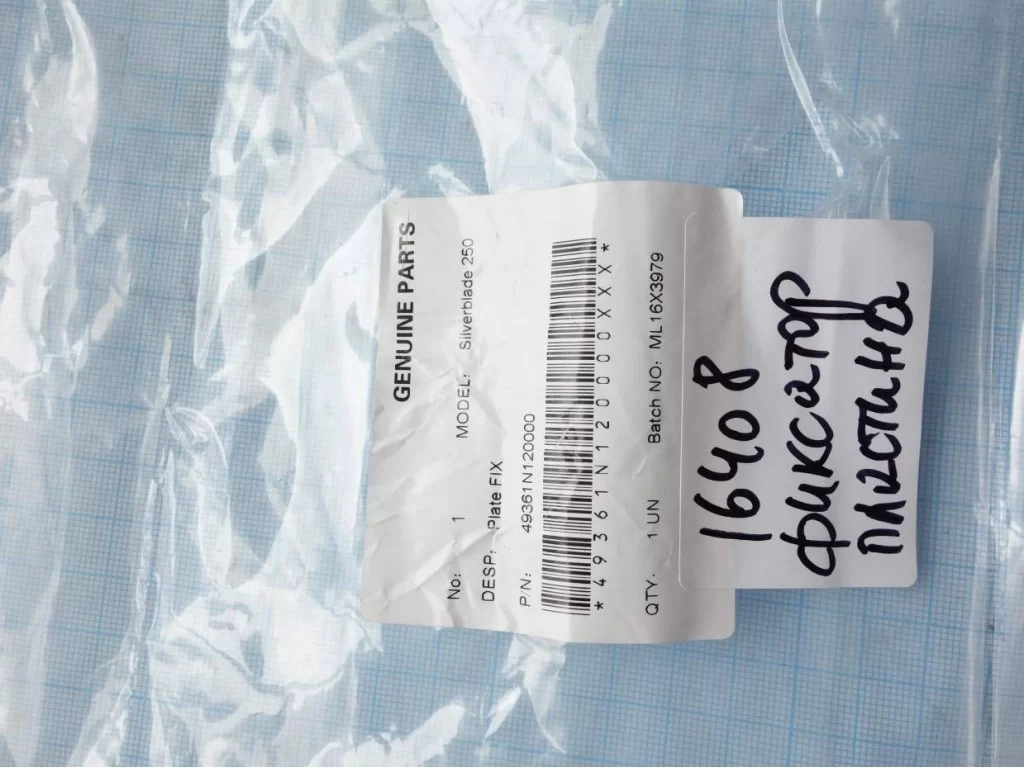 GENUINE PARTS
No: 1 MODEL: Silverblade 250
DESP: Plate FIX
P/N: 49361N120000
*49361N120000XXX*
QTY. 1 UN Batch NO: ML16X3979
16408
фиксатор
пластина